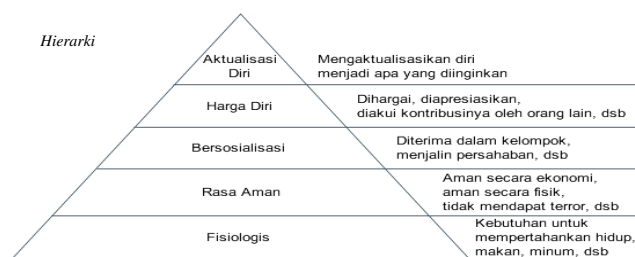 Hierarki
Aktualisasi
Diri
Mengaktualisasikan diri
menjadi apa yang diinginkan
Harga Diri
Dihargai, diapresiasikan,
diakui kontribusinya oleh orang lain, dsb
Bersosialisasi
Diterima dalam kelompok,
menjalin persahaban, dsb
Rasa Aman
Aman secara ekonomi,
aman secara fisik,
tidak mendapat terror, dsb
Fisiologis
Kebutuhan untuk
mempertahankan hidup,
makan, minum, dsb